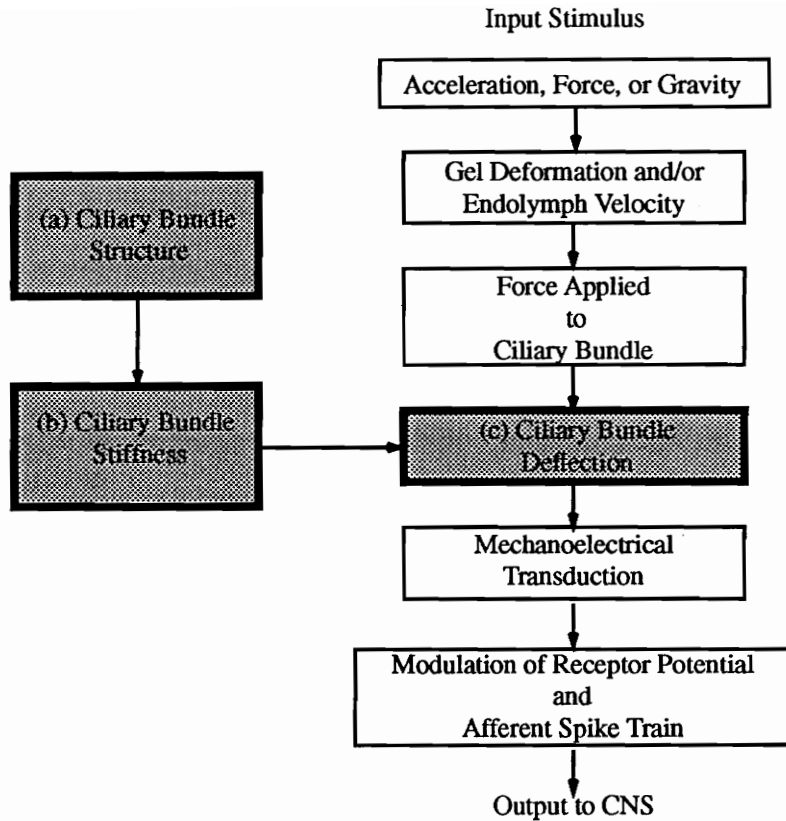 Input Stimulus
Acceleration, Force, or Gravity
Gel Deformation and/or
Endolymph Velocity
(a) Ciliary Bundle
Structure
Force Applied
to
Ciliary Bundle
(b) Ciliary Bundle
Stiffness
(c) Ciliary Bundle
Deflection
Mechanoelectrical
Transduction
Modulation of Receptor Potential
and
Afferent Spike Train
Output to CNS